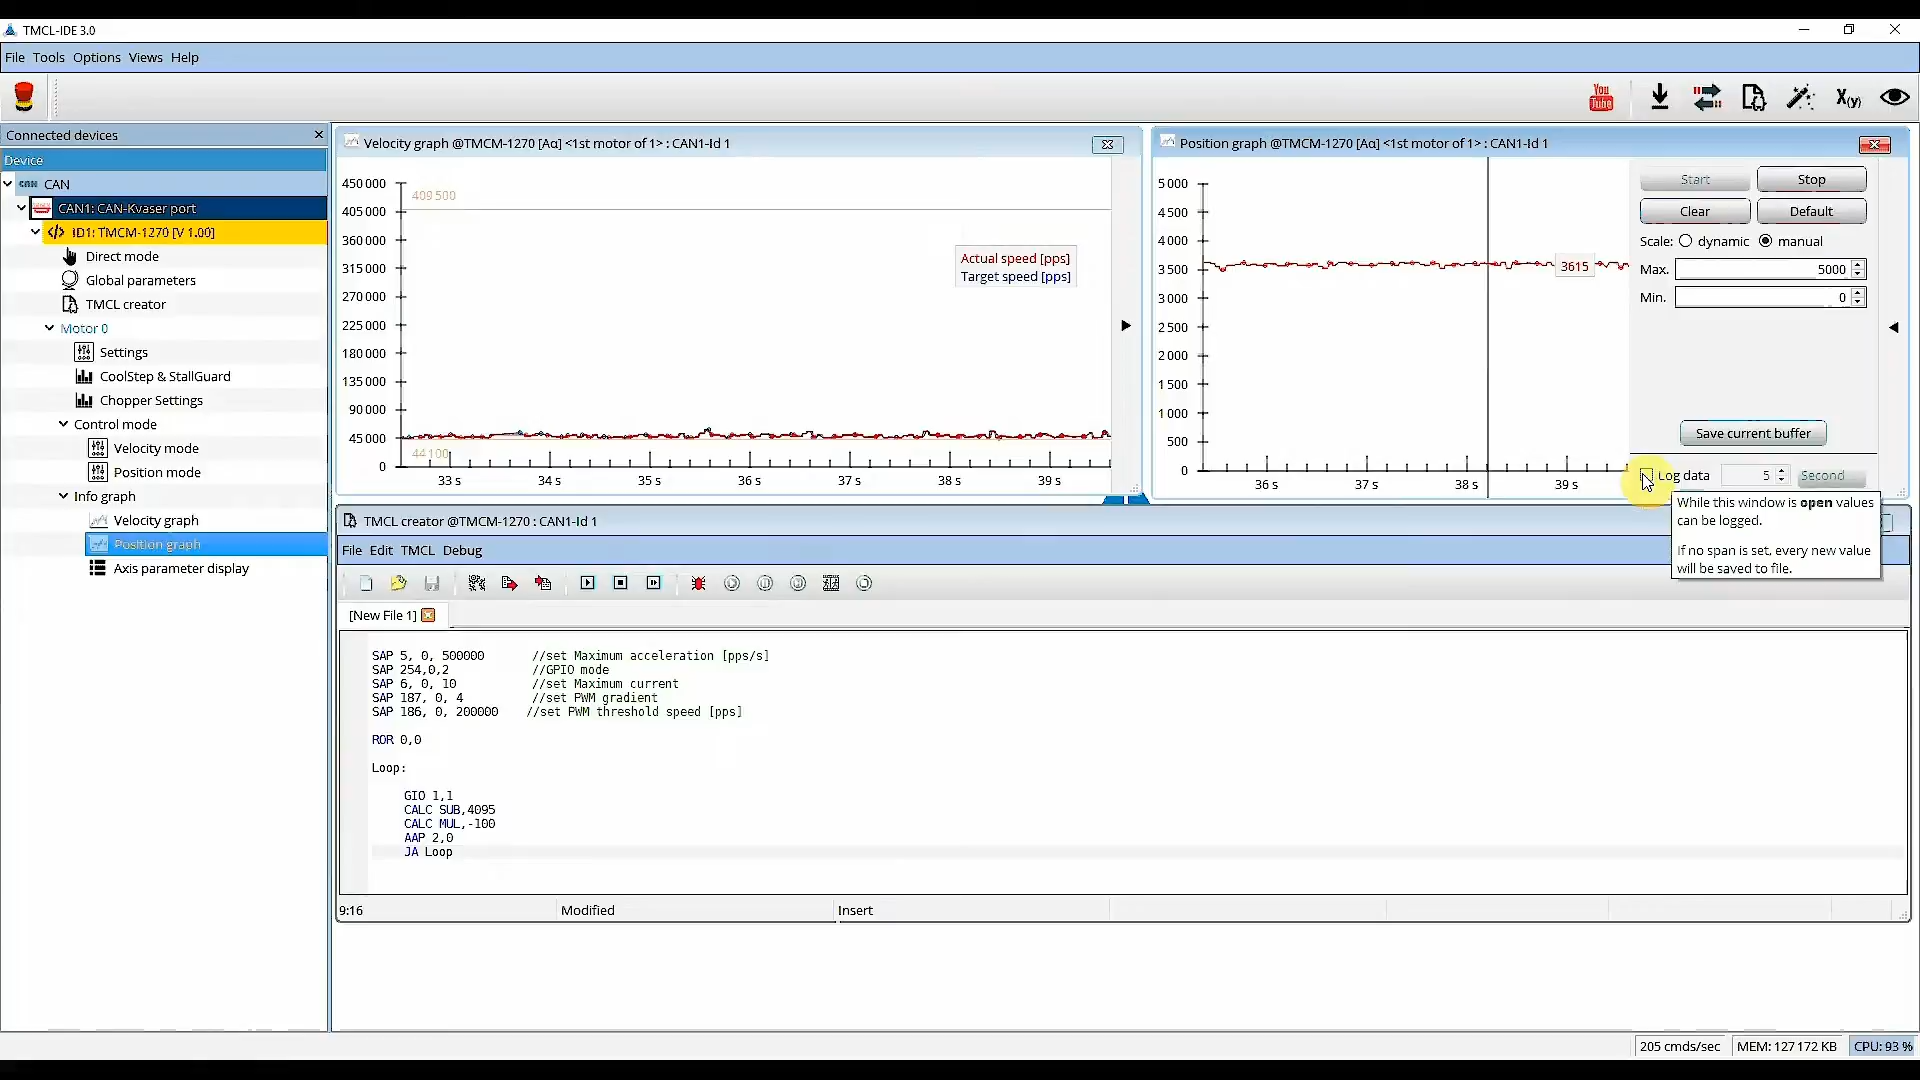 TMCL-IDE 3.0
File Tools Options Views Help
You
Tube
X(y)
Connected devices
Device
CAN CAN
CAN1: CAN-Kvaser port
ID1: TMCM-1270 [V 1.00]
Direct mode
Global parameters
TMCL creator
Motor 0
Settings
CoolStep & StallGuard
Chopper Settings
Control mode
Velocity mode
Position mode
Info graph
Velocity graph
Position graph
Axis parameter display
Velocity graph @TMCM-1270 [Aα] <1st motor of 1> : CAN1-Id 1
450 000
405 000
360 000
315 000
270 000
225 000
180 000
135 000
90 000
45 000
0
409 500
44 100
Actual speed [pps]
Target speed [pps]
33 s 34 s 35 s 36 s 37 s 38 s 39 s
Position graph @TMCM-1270 [Aα] <1st motor of 1> : CAN1-Id 1
5 000
4 500
4 000
3 500
3 000
2 500
2 000
1 500
1 000
500
0
3615
36 s 37 s 38 s 39 s
Start Stop
Clear Default
Scale: dynamic manual
Max. 5000
Min. 0
Save current buffer
Log data 5 Second
While this window is open values
can be logged.
If no span is set, every new value
will be saved to file.
TMCL creator @TMCM-1270 : CAN1-Id 1
File Edit TMCL Debug
[New File 1]
SAP 5, 0, 500000 //set Maximum acceleration [pps/s]
SAP 254,0,2 //GPIO mode
SAP 6, 0, 10 //set Maximum current
SAP 187, 0, 4 //set PWM gradient
SAP 186, 0, 200000 //set PWM threshold speed [pps]
ROR 0,0
Loop:
GIO 1,1
CALC SUB,4095
CALC MUL,-100
AAP 2,0
JA Loop
9:16 Modified Insert
205 cmds/sec MEM: 127 172 KB CPU: 93 %